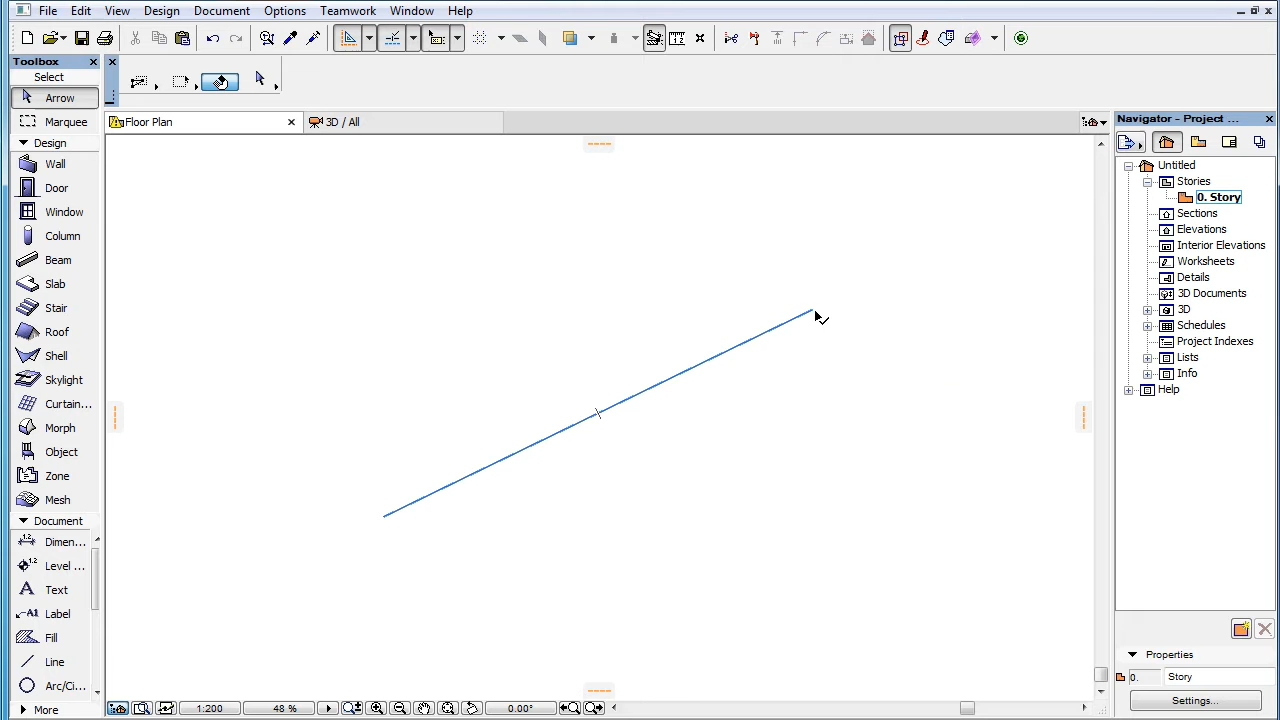 File Edit View Design Document Options Teamwork Window Help
Toolbox
Select
Arrow
Marquee
Design
Wall
Door
Window
Column
Beam
Slab
Stair
Roof
Shell
Skylight
Curtain...
Morph
Object
Zone
Mesh
Document
Dimen...
Level ...
Text
Label
Fill
Line
Arc/Ci...
More
Floor Plan
3D / All
1:200
48 %
0.00°
Navigator - Project ...
Untitled
Stories
0. Story
Sections
Elevations
Interior Elevations
Worksheets
Details
3D Documents
3D
Schedules
Project Indexes
Lists
Info
Help
Properties
0. Story
Settings...